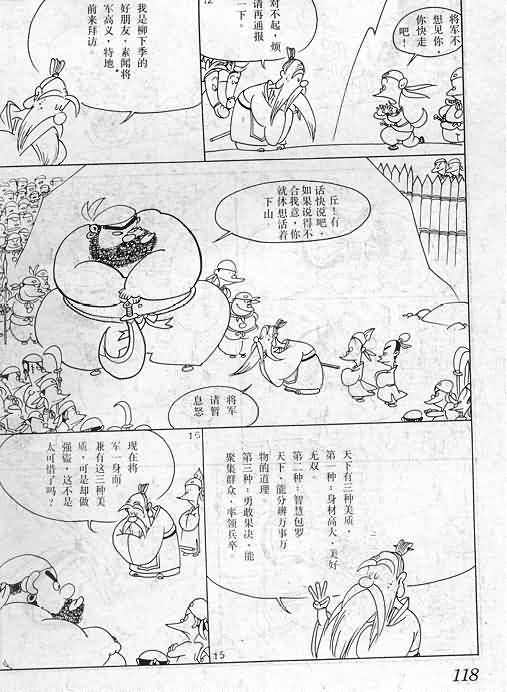 将军不
想见你，
你快走
吧！
对不起，烦
请再通报
一下。
12
我是柳下季的
好朋友，素闻将
军高义，特地
前来拜访。
丘！有
话快说吧，
如果说得不
合我意，你
就休想活着
下山。
将军
请暂
息怒
天下有三种美质，
第一种：身材高大，美好
无双。
第二种：智慧包罗
天下，能分辨万事万
物的道理。
第三种：勇敢果决，能
聚集群众，率领兵卒。
15
现在将
军一身而
兼有这三种美
质，可是却做
强盗，这不是
太可惜了吗？
16
118